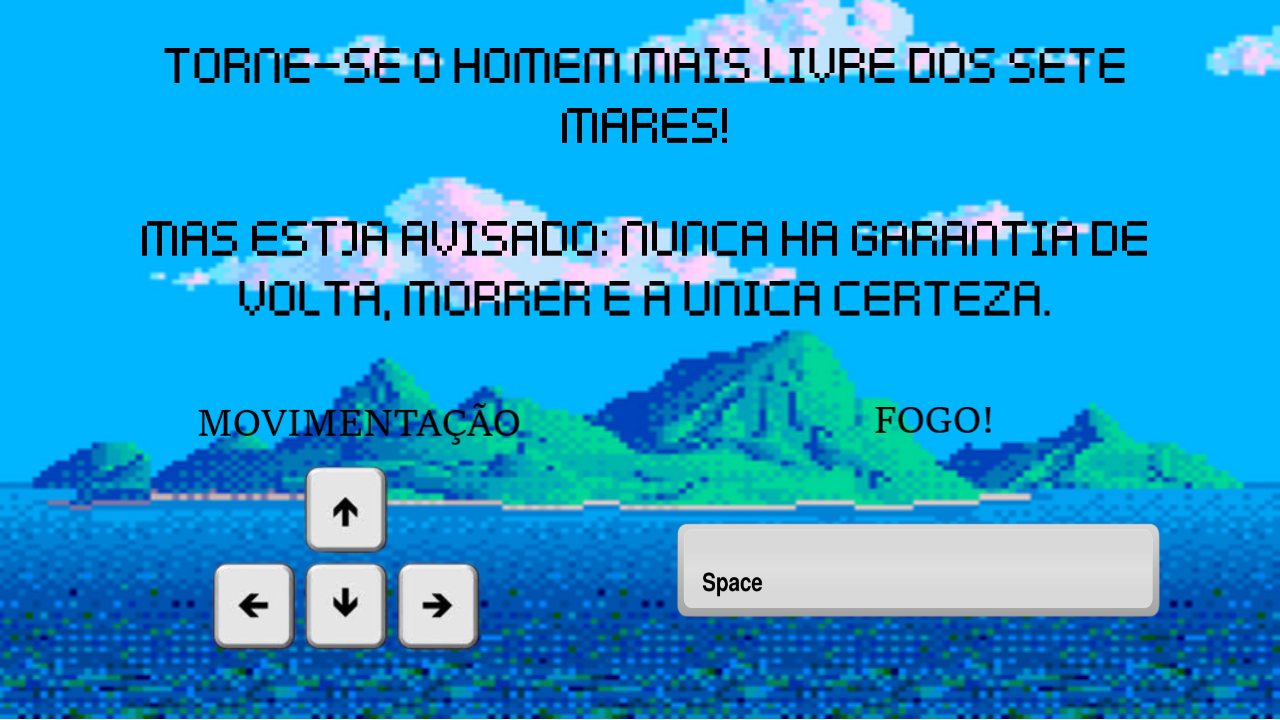 TORNE-SE O HOMEM MAIS LIVRE DOS SETE
MARES!
MAS ESTJA AVISADO: NUNCA HA GARANTIA DE
VOLTA, MORRER E A UNICA CERTEZA.
MOVIMENTAÇÃO
FOGO!
Space